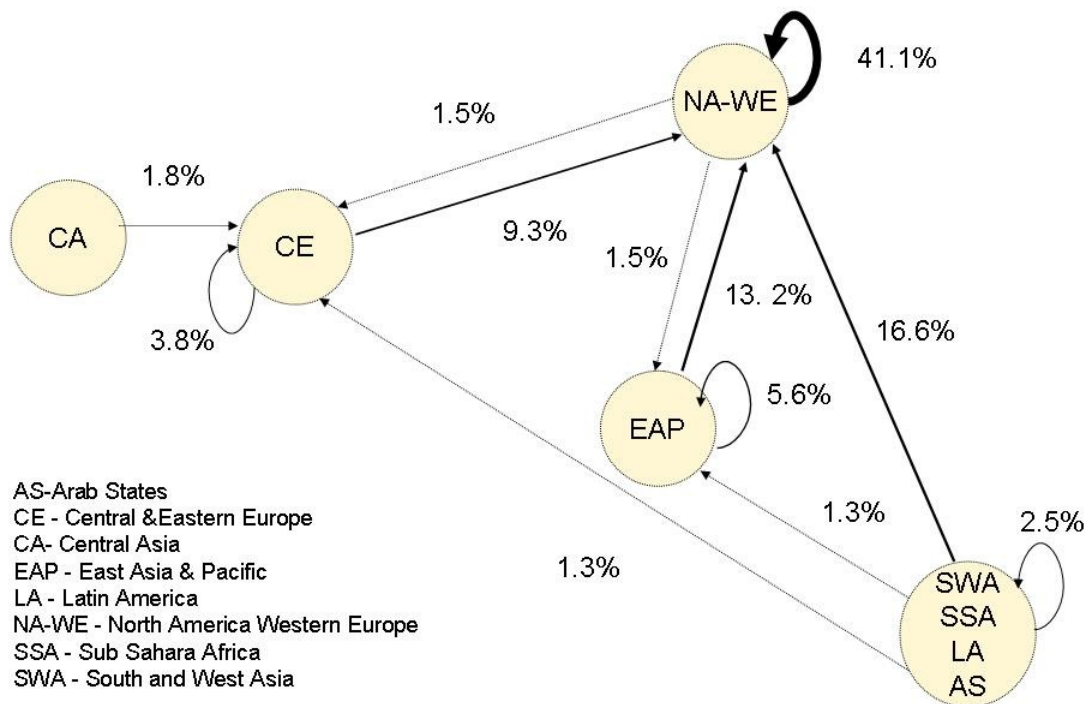 41.1%
NA-WE
1.5%
1.8%
CA
CE
9.3%
1.5%
13. 2%
3.8%
16.6%
5.6%
EAP
1.3%
2.5%
1.3%
SWA
SSA
LA
AS
AS-Arab States
CE - Central &Eastern Europe
CA- Central Asia
EAP - East Asia & Pacific
LA - Latin America
NA-WE - North America Western Europe
SSA - Sub Sahara Africa
SWA - South and West Asia